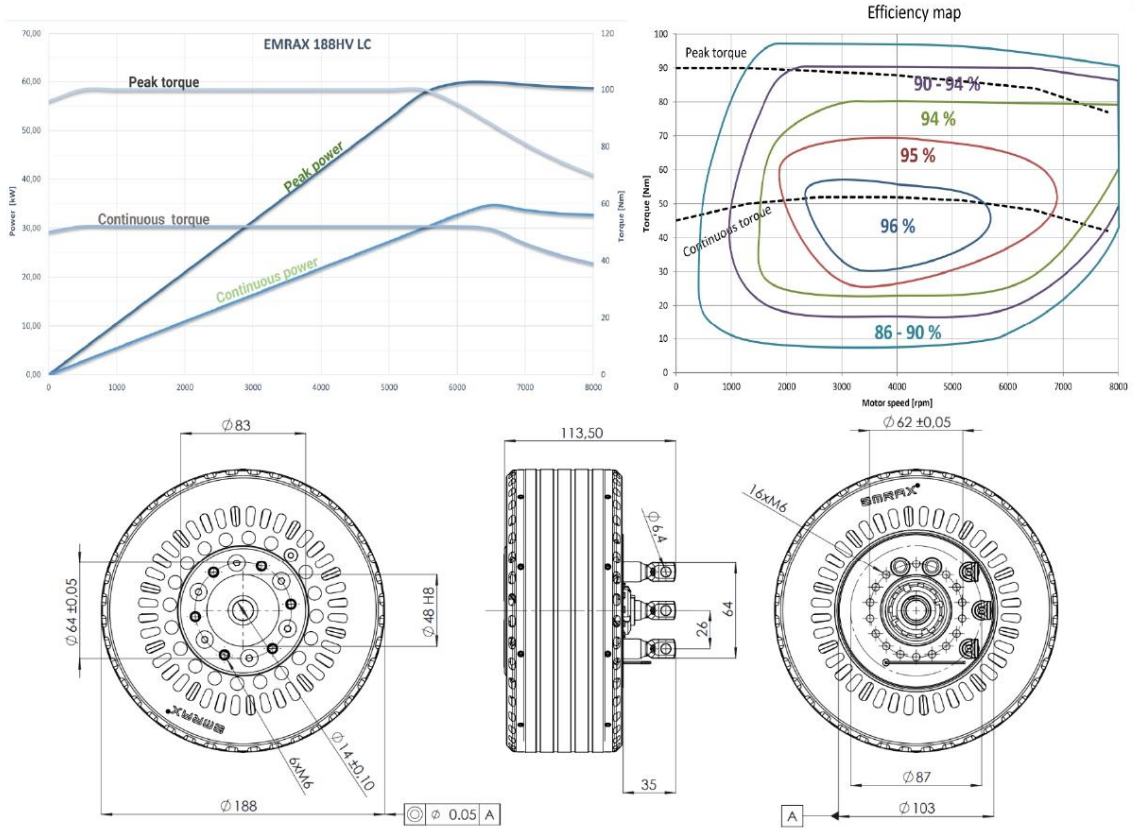 EMRAX 188HV LC
70,00
60,00
50,00
40,00
30,00
20,00
10,00
0,00
Power [kW]
120
100
80
60
40
20
0
Torque [Nm]
Peak torque
Peak power
Continuous torque
Continuous power
0
1000
2000
3000
4000
5000
6000
7000
8000
Efficiency map
100
90
80
70
60
50
40
30
20
10
0
Torque [Nm]
Peak torque
90 - 94 %
94 %
95 %
96 %
Continuous torque
86 - 90 %
0
1000
2000
3000
4000
5000
6000
7000
8000
Motor speed [rpm]
Ø83
Ø64 ±0,05
Ø48 H8
EMRAX
6xM6
Ø14 ±0,10
Ø188
Ø 0.05 A
113,50
Ø6,4
64
26
35
Ø62 ±0,05
16xM6
EMRAX
Ø87
Ø103
A